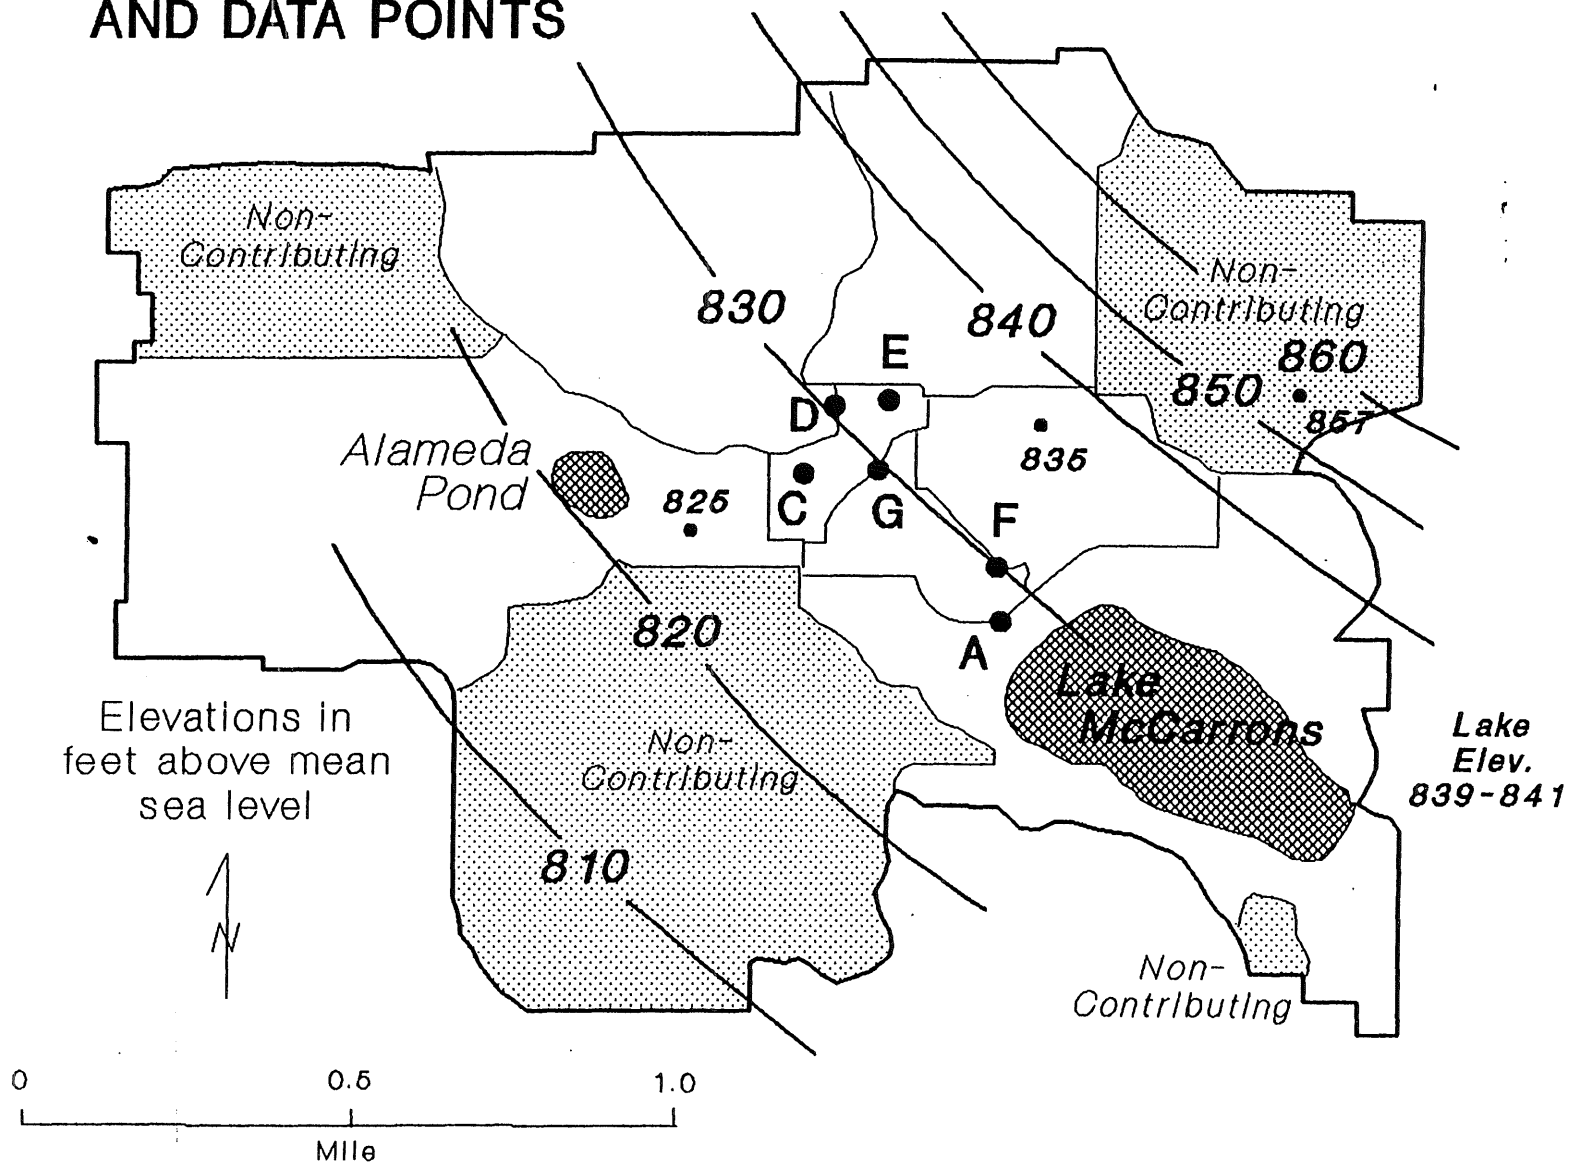 AND DATA POINTS
Non-
Contributing
Non-
Contributing
830
840
E
860
850
D
857
835
Alameda
Pond
825
C
G
F
820
A
Lake
McCarrons
Elevations in
feet above mean
sea level
Non-
Contributing
Lake
Elev.
839-841
810
N
Non-
Contributing
0 0.5 1.0
Mile